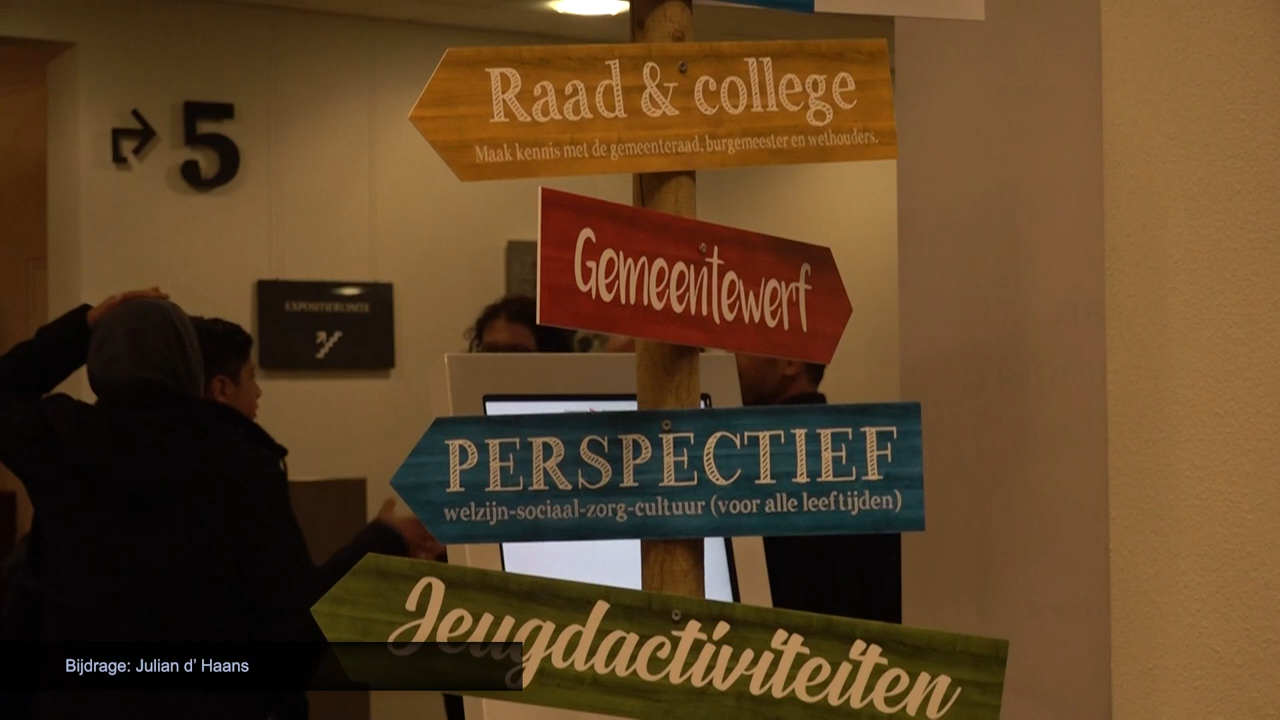 Raad & college
Maak kennis met de gemeenteraad, burgemeester en wethouders.
5
Gemeentewerf
EXPOSITIERUIMTE
PERSPECTIEF
welzijn-sociaal-zorg-cultuur (voor alle leeftijden)
Jeugdactiviteiten
Bijdrage: Julian d' Haans